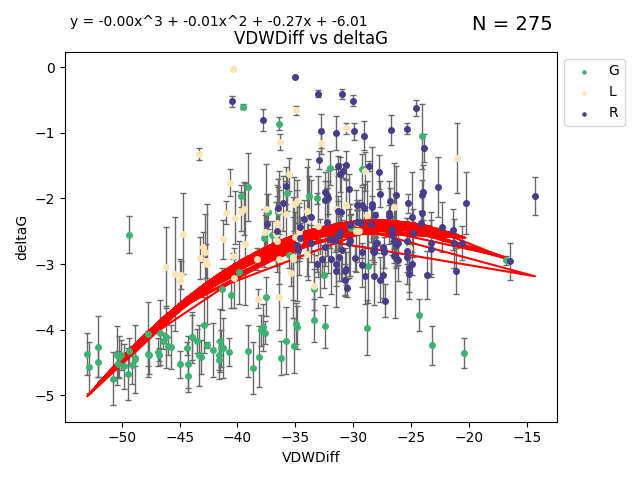 y = -0.00x^3 + -0.01x^2 + -0.27x + -6.01
N = 275
VDWDiff vs deltaG
G
L
R
deltaG
0
−1
−2
−3
−4
−5
−50 −45 −40 −35 −30 −25 −20 −15
VDWDiff